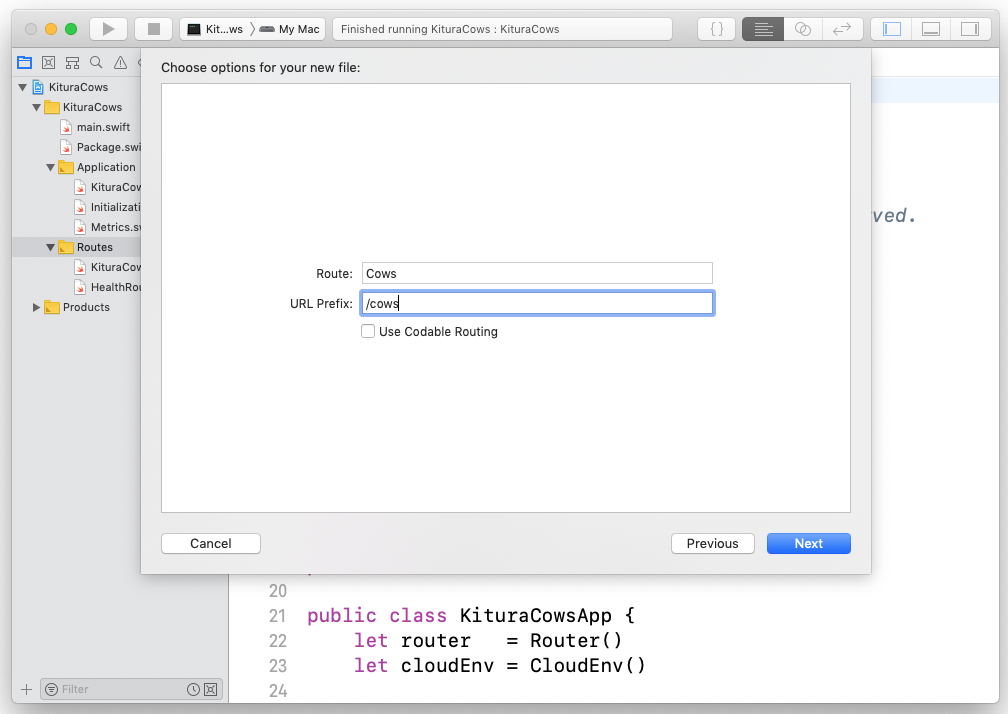 Kit...ws
My Mac
Finished running KituraCows : KituraCows
{ }
Choose options for your new file:
KituraCows
KituraCows
main.swift
Package.swi
Application
KituraCow
Initializati
Metrics.sw
Routes
KituraCow
HealthRou
Products
ved.
Route:
Cows
URL Prefix:
/cows
Use Codable Routing
Cancel
Previous
Next
20
21 public class KituraCowsApp {
22 let router = Router()
23 let cloudEnv = CloudEnv()
24
Filter